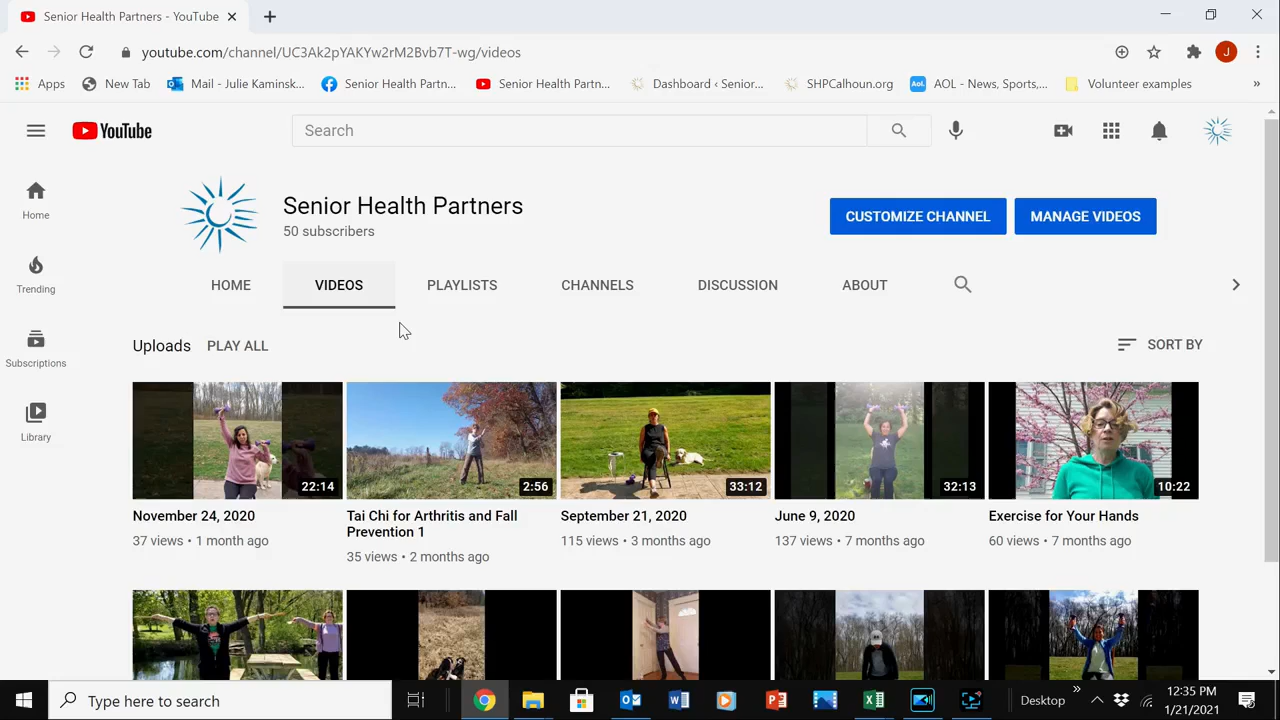 Senior Health Partners - YouTube
youtube.com/channel/UC3Ak2pYAKYw2rM2Bvb7T-wg/videos
J
Apps New Tab Mail - Julie Kaminsk... Senior Health Partn... Senior Health Partn... Dashboard ‹ Senior... SHPCalhoun.org Aol. AOL - News, Sports,... Volunteer examples »
YouTube
Search
Home
Trending
Subscriptions
Library
Senior Health Partners
50 subscribers
CUSTOMIZE CHANNEL MANAGE VIDEOS
HOME VIDEOS PLAYLISTS CHANNELS DISCUSSION ABOUT
Uploads PLAY ALL SORT BY
22:14
November 24, 2020
37 views • 1 month ago
2:56
Tai Chi for Arthritis and Fall
Prevention 1
35 views • 2 months ago
33:12
September 21, 2020
115 views • 3 months ago
32:13
June 9, 2020
137 views • 7 months ago
10:22
Exercise for Your Hands
60 views • 7 months ago
Type here to search
Desktop »
12:35 PM
1/21/2021